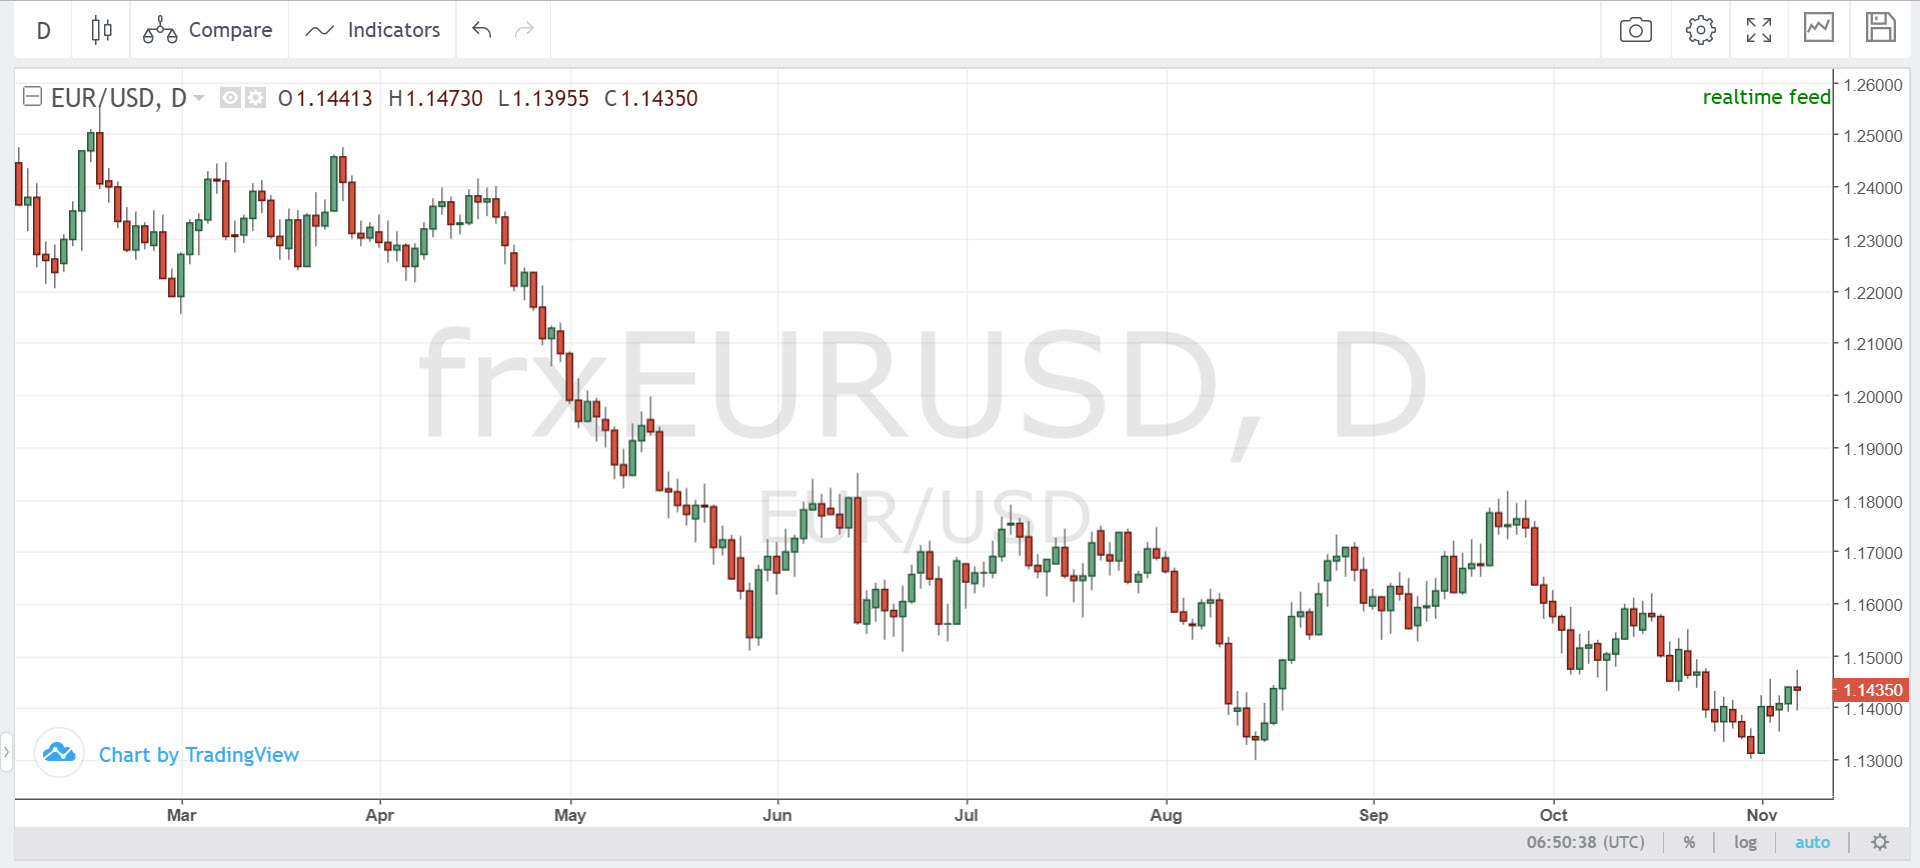 D Compare Indicators
EUR/USD, D O1.14413 H1.14730 L1.13955 C1.14350
realtime feed
frxEURUSD, D
EUR/USD
1.26000
1.25000
1.24000
1.23000
1.22000
1.21000
1.20000
1.19000
1.18000
1.17000
1.16000
1.15000
1.14350
1.14000
1.13000
Chart by TradingView
Mar Apr May Jun Jul Aug Sep Oct Nov
06:50:38 (UTC) % log auto